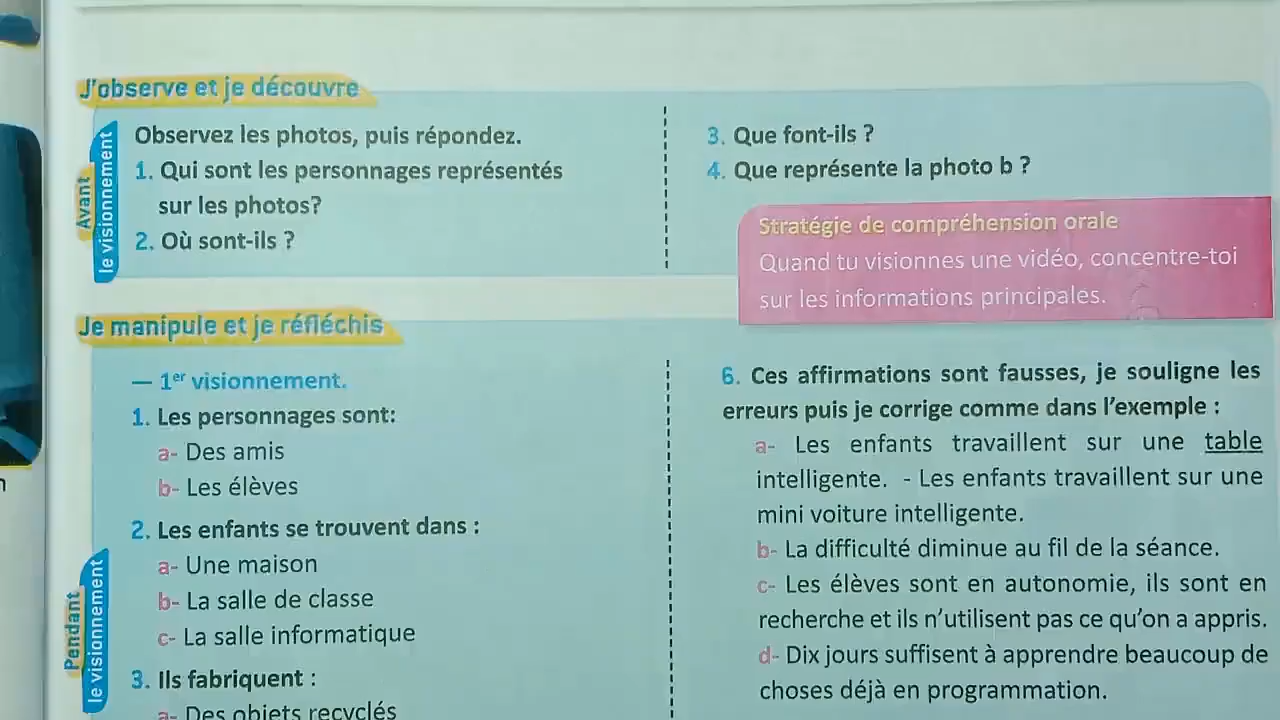 J'observe et je découvre
Avant
le visionnement
Observez les photos, puis répondez.
1. Qui sont les personnages représentés
sur les photos?
2. Où sont-ils ?
3. Que font-ils ?
4. Que représente la photo b ?
Stratégie de compréhension orale
Quand tu visionnes une vidéo, concentre-toi
sur les informations principales.
Je manipule et je réfléchis
Pendant
le visionnement
— 1er visionnement.
1. Les personnages sont:
a- Des amis
b- Les élèves
2. Les enfants se trouvent dans :
a- Une maison
b- La salle de classe
c- La salle informatique
3. Ils fabriquent :
a- Des objets recyclés
6. Ces affirmations sont fausses, je souligne les
erreurs puis je corrige comme dans l'exemple :
a- Les enfants travaillent sur une table
intelligente. - Les enfants travaillent sur une
mini voiture intelligente.
b- La difficulté diminue au fil de la séance.
c- Les élèves sont en autonomie, ils sont en
recherche et ils n'utilisent pas ce qu'on a appris.
d- Dix jours suffisent à apprendre beaucoup de
choses déjà en programmation.